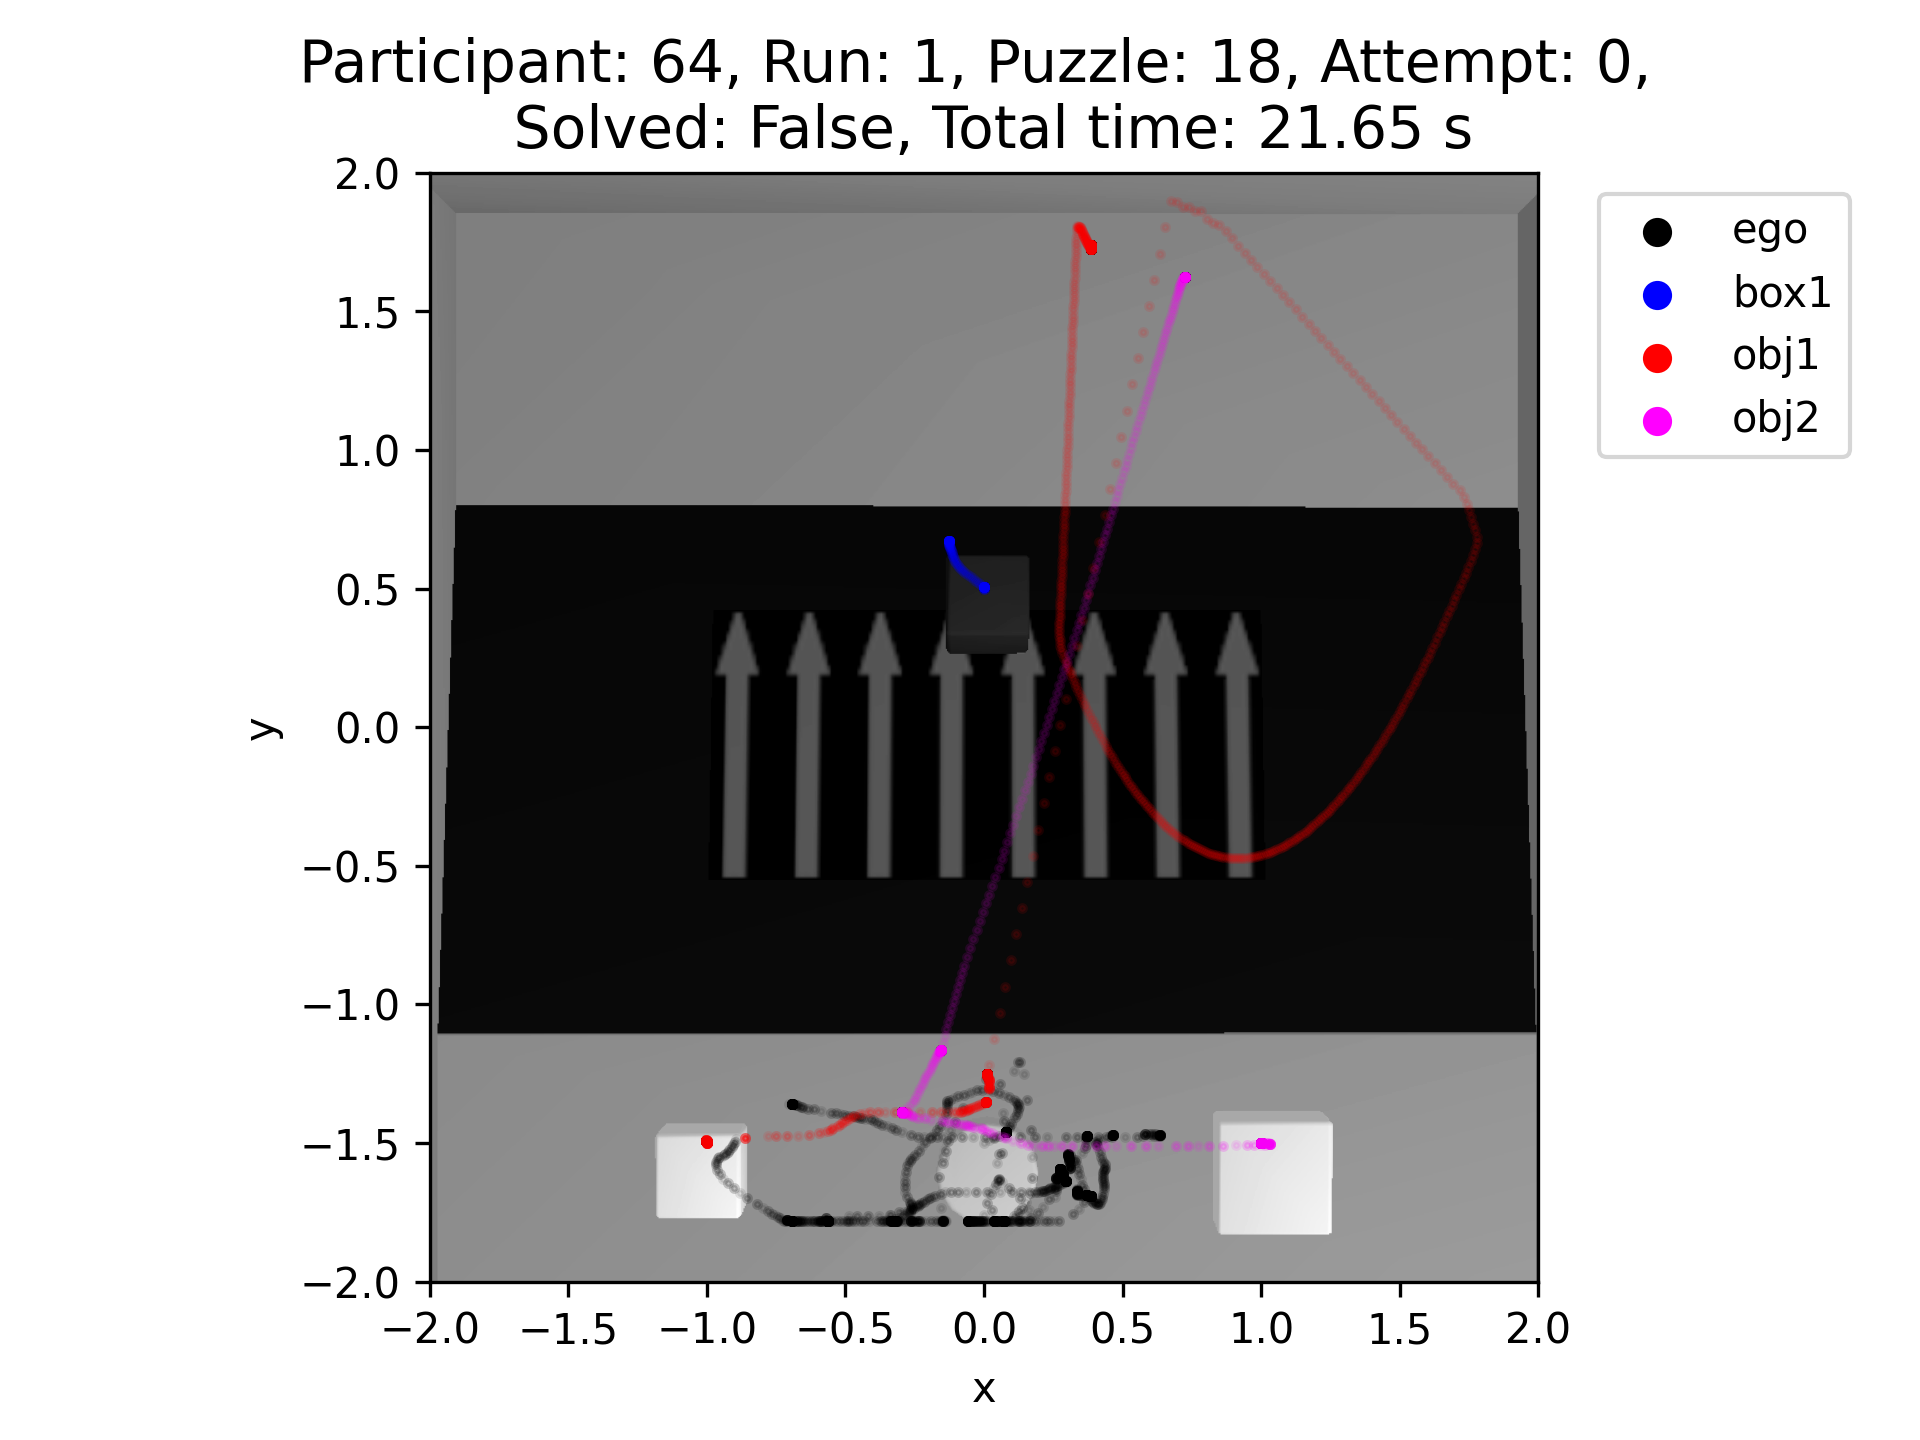 Participant: 64, Run: 1, Puzzle: 18, Attempt: 0,
Solved: False, Total time: 21.65 s
2.0
1.5
1.0
0.5
0.0
−0.5
−1.0
−1.5
−2.0
y
−2.0 −1.5 −1.0 −0.5 0.0 0.5 1.0 1.5 2.0
x
ego
box1
obj1
obj2